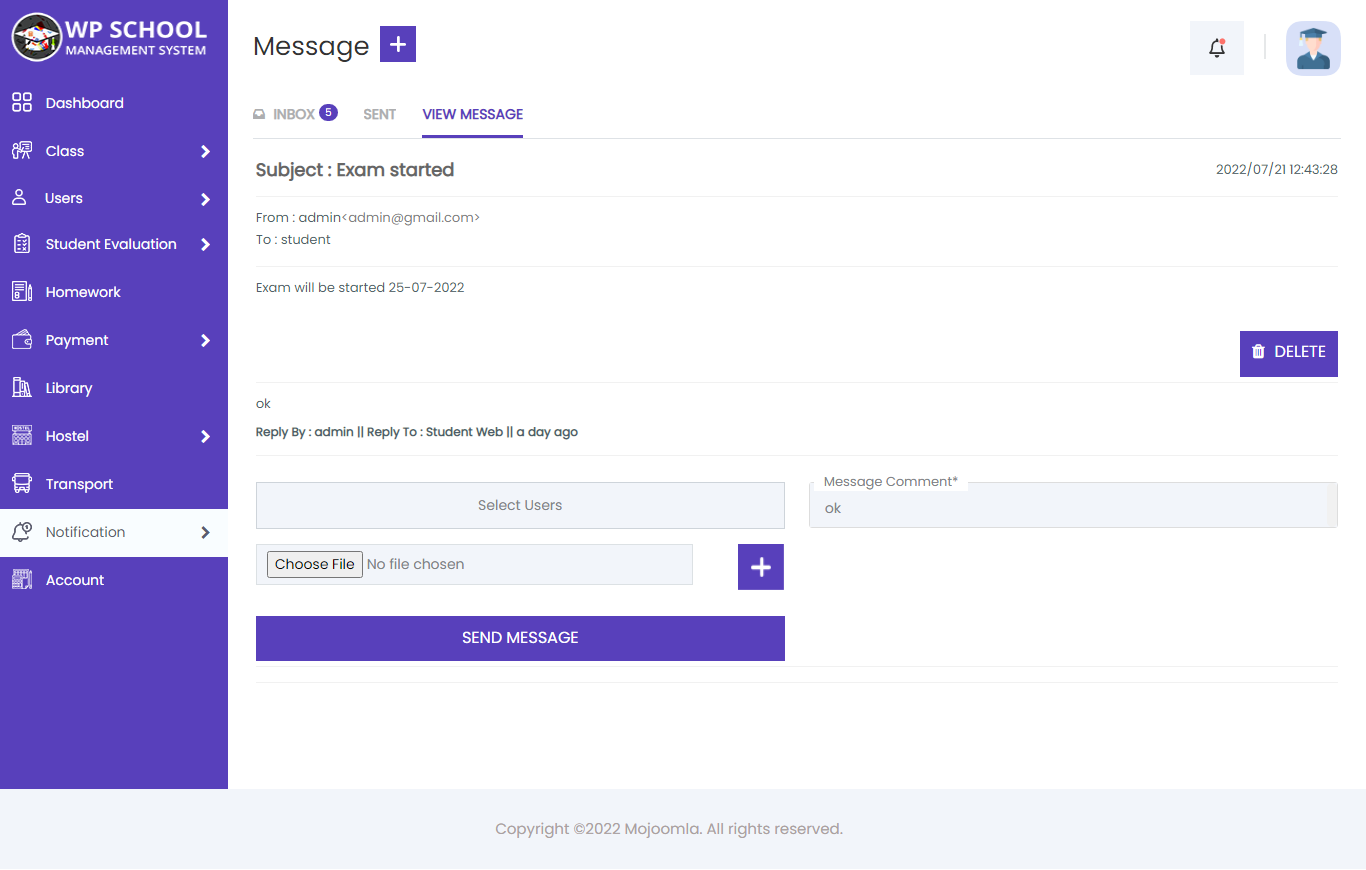 WP SCHOOL
MANAGEMENT SYSTEM
Dashboard
Class
Users
Student Evaluation
Homework
Payment
Library
HOSTEL
Hostel
Transport
Notification
Account
Message
INBOX 5
SENT
VIEW MESSAGE
Subject : Exam started
2022/07/21 12:43:28
From : admin<admin@gmail.com>
To : student
Exam will be started 25-07-2022
DELETE
ok
Reply By : admin || Reply To : Student Web || a day ago
Select Users
Message Comment*
ok
Choose File No file chosen
SEND MESSAGE
Copyright ©2022 Mojoomla. All rights reserved.